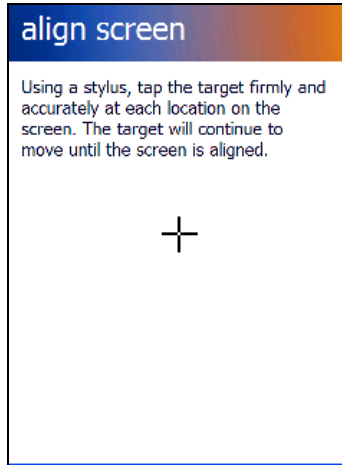 align screen
Using a stylus, tap the target firmly and
accurately at each location on the
screen. The target will continue to
move until the screen is aligned.